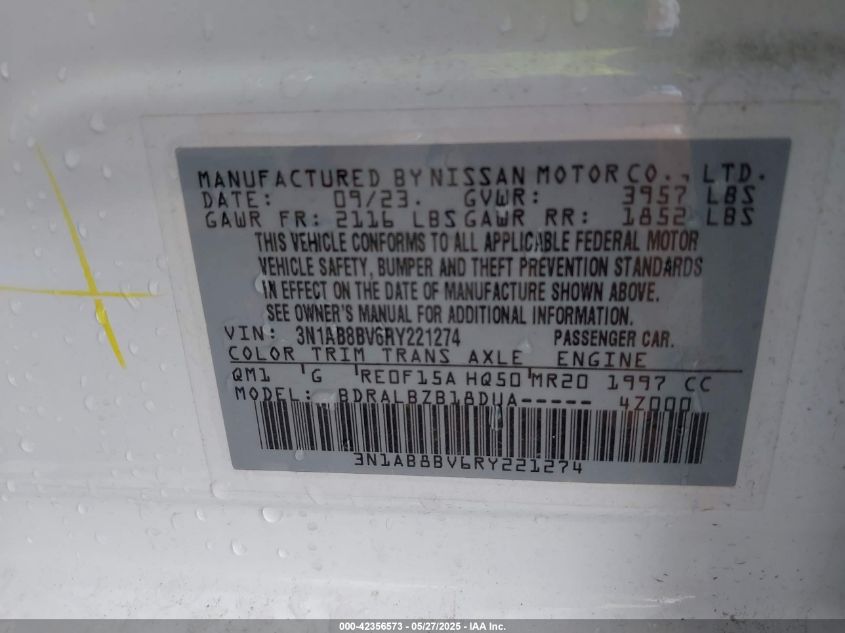 MANUFACTURED BY NISSAN MOTOR CO., LTD.
DATE: 09/23. GVWR: 3957 LBS
GAWR FR: 2116 LBS GAWR RR: 1852 LBS
THIS VEHICLE CONFORMS TO ALL APPLICABLE FEDERAL MOTOR
VEHICLE SAFETY, BUMPER AND THEFT PREVENTION STANDARDS
IN EFFECT ON THE DATE OF MANUFACTURE SHOWN ABOVE.
SEE OWNER'S MANUAL FOR ADDITIONAL INFORMATION.
VIN: 3N1AB8BV6RY221274 PASSENGER CAR.
COLOR TRIM TRANS AXLE ENGINE
QM1 G RE0F15A HQ50 MR20 1997 CC
MODEL: BDRALBZB18DUA----- 4Z000
3N1AB8BV6RY221274
000-42356573 - 05/27/2025 - IAA Inc.